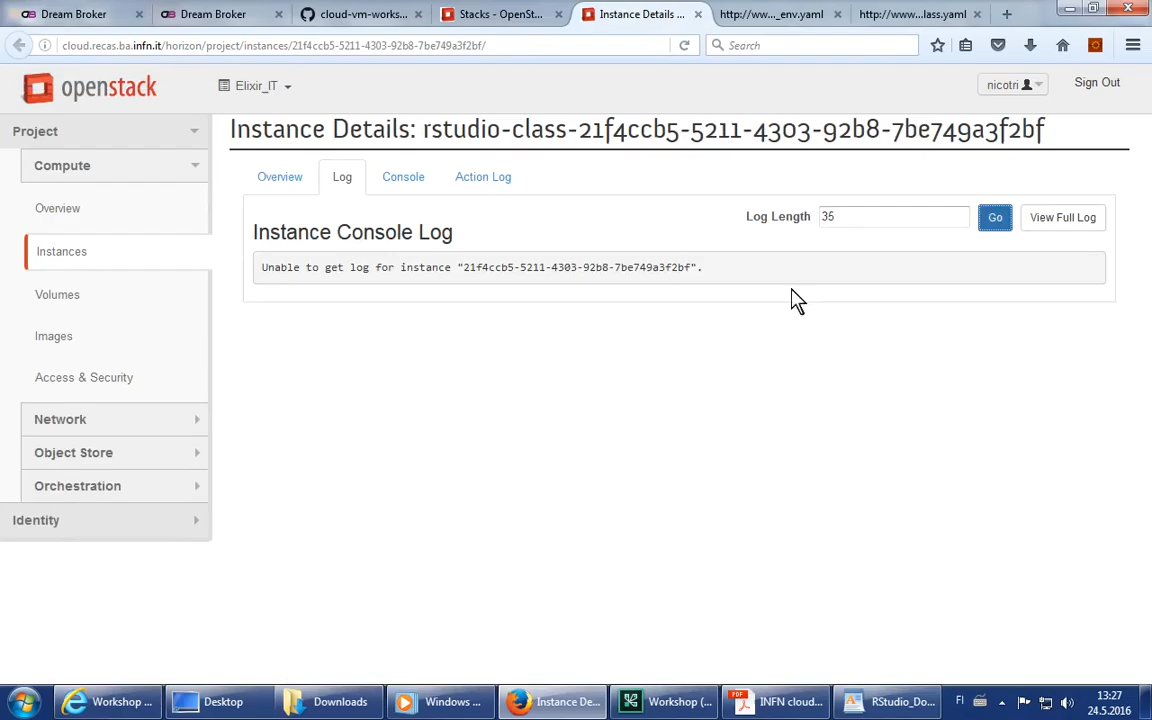 Dream Broker
Dream Broker
cloud-vm-works...
Stacks - OpenSt...
Instance Details ...
http://ww..._env.yaml
http://www...lass.yaml
cloud.recas.ba.infn.it/horizon/project/instances/21f4ccb5-5211-4303-92b8-7be749a3f2bf/
Search
openstack
Elixir_IT
nicotri
Sign Out
Project
Compute
Overview
Instances
Volumes
Images
Access & Security
Network
Object Store
Orchestration
Identity
Instance Details: rstudio-class-21f4ccb5-5211-4303-92b8-7be749a3f2bf
Overview
Log
Console
Action Log
Instance Console Log
Log Length
35
Go
View Full Log
Unable to get log for instance "21f4ccb5-5211-4303-92b8-7be749a3f2bf".
Workshop ...
Desktop
Downloads
Windows ...
Instance De...
Workshop (...
PDF
INFN cloud...
RStudio_Do...
FI
13:27
24.5.2016